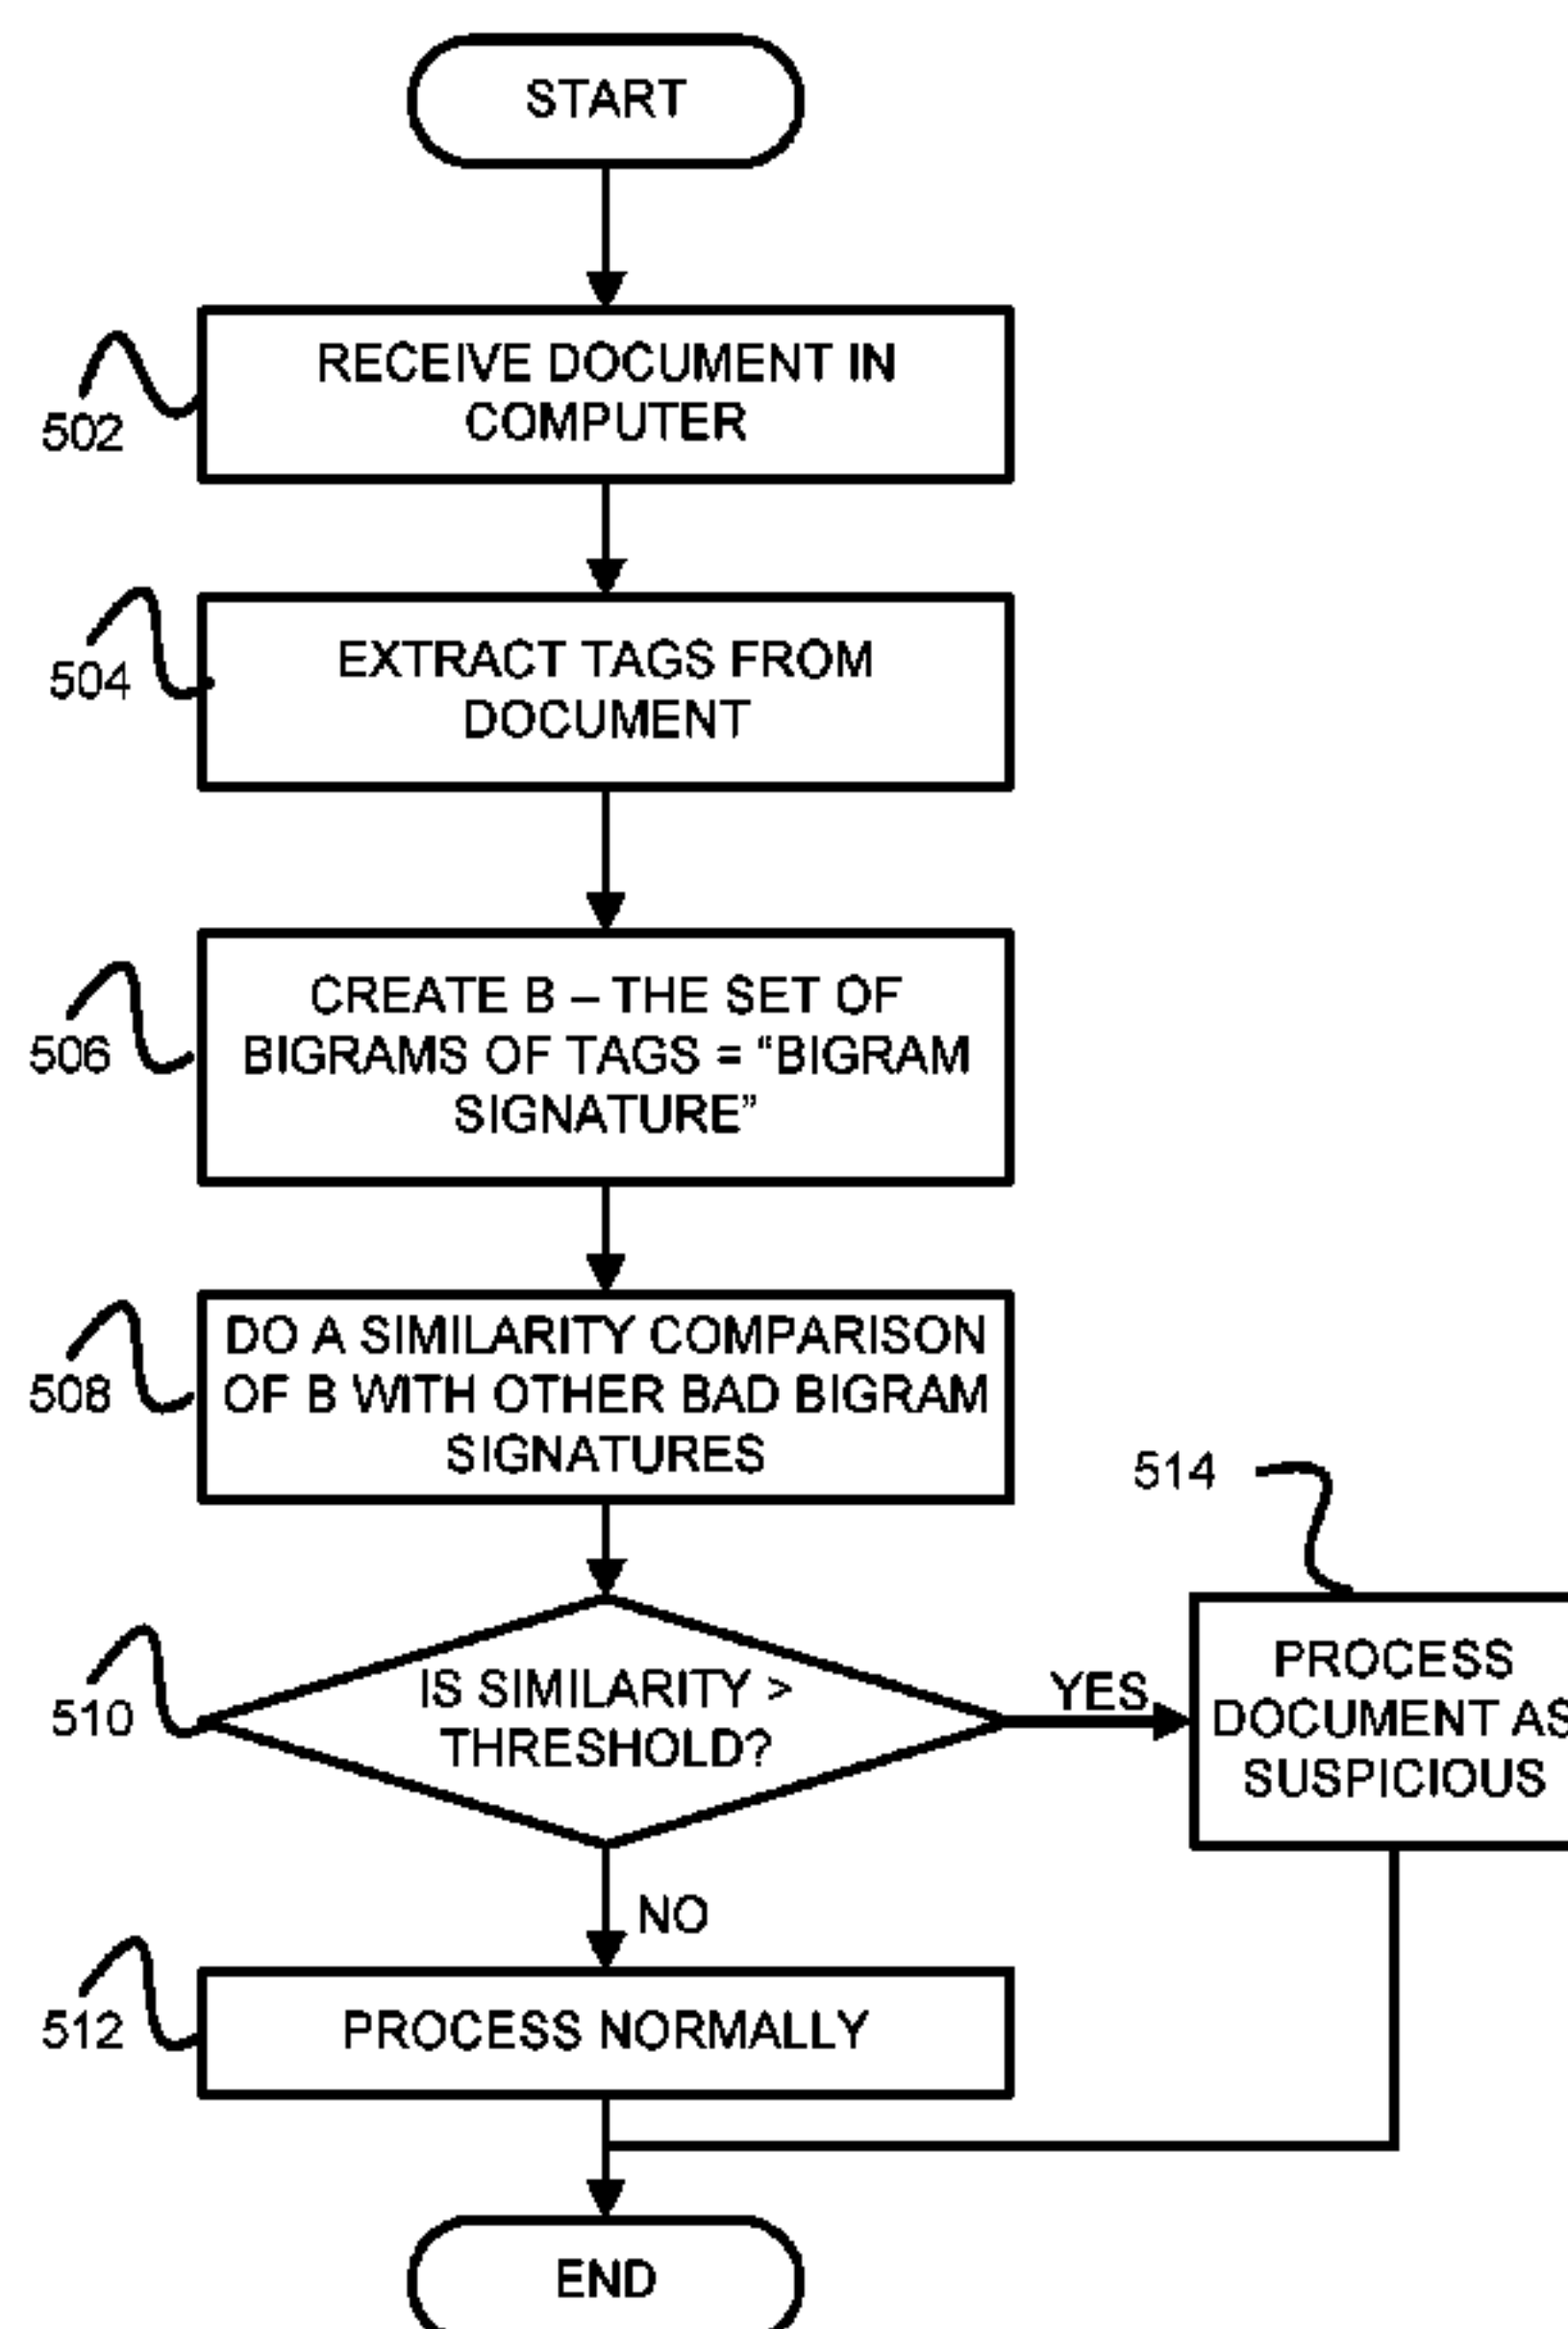 START
RECEIVE DOCUMENT IN
COMPUTER
502
EXTRACT TAGS FROM
DOCUMENT
504
CREATE B – THE SET OF
BIGRAMS OF TAGS = “BIGRAM
SIGNATURE”
506
DO A SIMILARITY COMPARISON
OF B WITH OTHER BAD BIGRAM
SIGNATURES
508
514
IS SIMILARITY >
THRESHOLD?
510
YES
PROCESS
DOCUMENT AS
SUSPICIOUS
NO
PROCESS NORMALLY
512
END